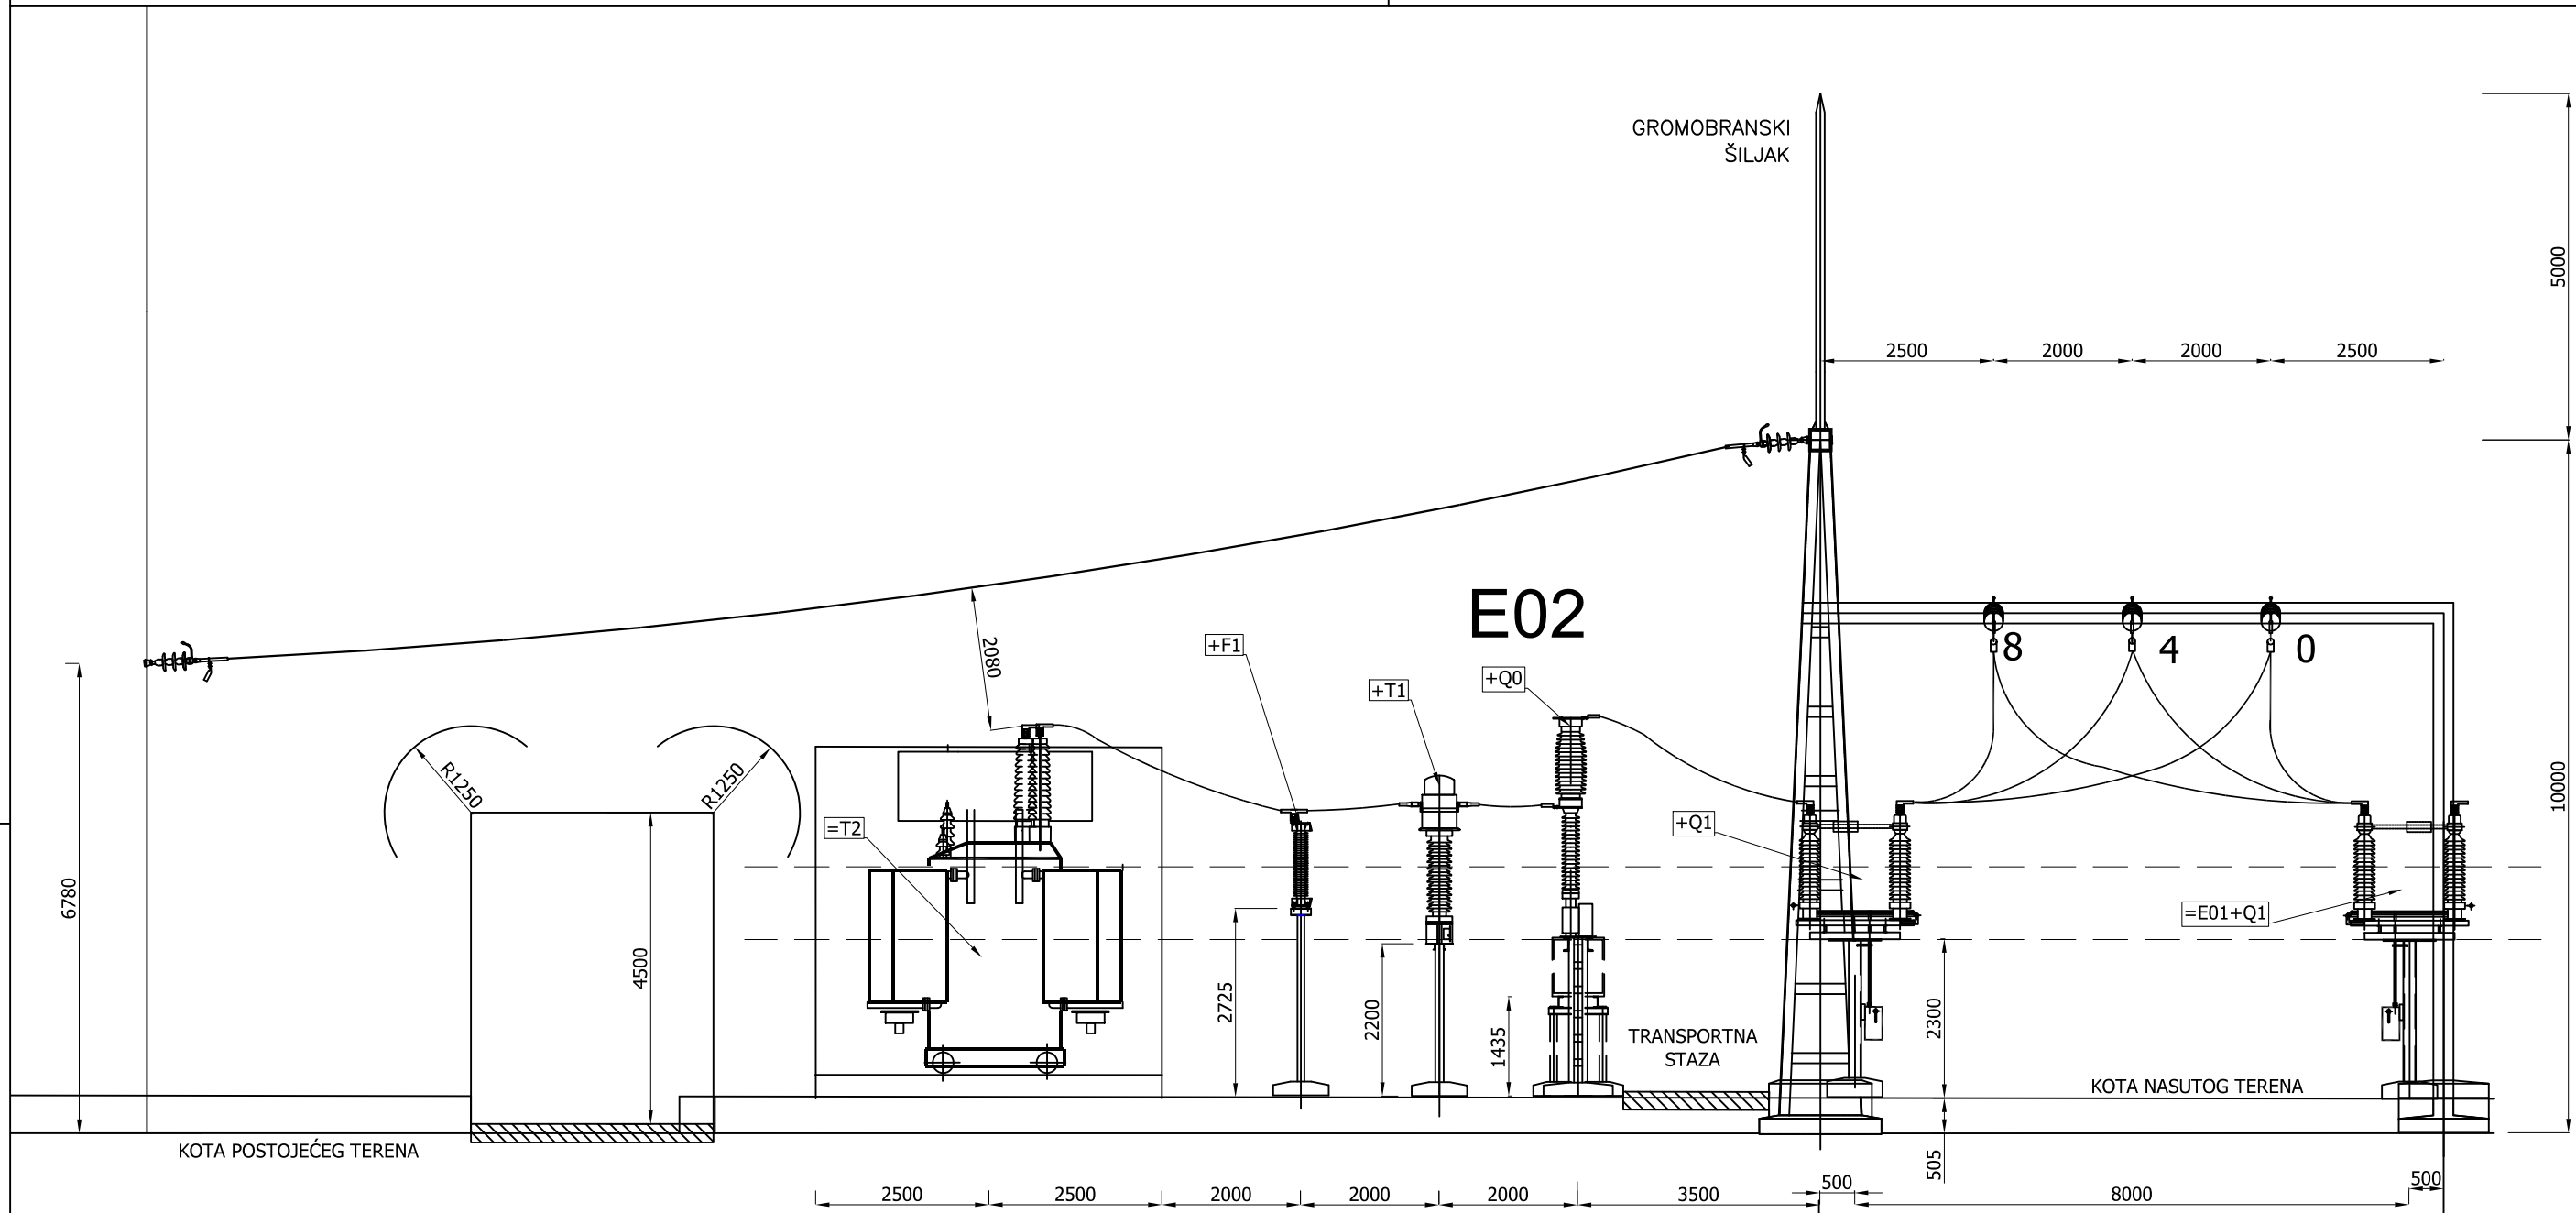 GROMOBRANSKI
ŠILJAK
5000
2500 2000 2000 2500
E02
+F1
2080
+Q0
8 4 0
6780
+T1
R1250
R1250
10000
=T2
+Q1
=E01+Q1
4500
2725
2200
1435
2300
TRANSPORTNA
STAZA
KOTA NASUTOG TERENA
KOTA POSTOJEĆEG TERENA
505
2500 2500 2000 2000 2000 3500 500 8000 500